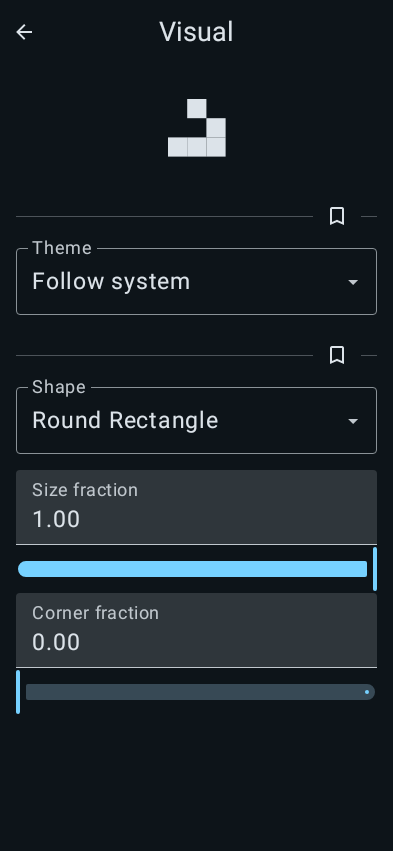 Visual
Theme
Follow system
Shape
Round Rectangle
Size fraction
1.00
Corner fraction
0.00